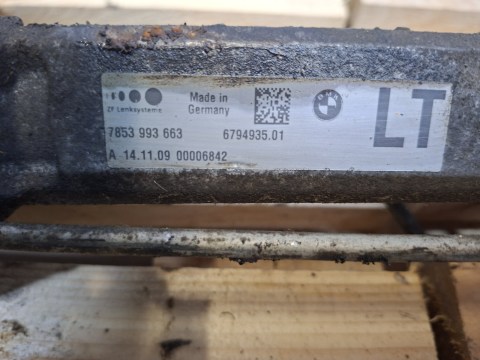 ZF Lenksysteme
Made in
Germany
LT
7853 993 663 6794935.01
A 14.11.09 00006842